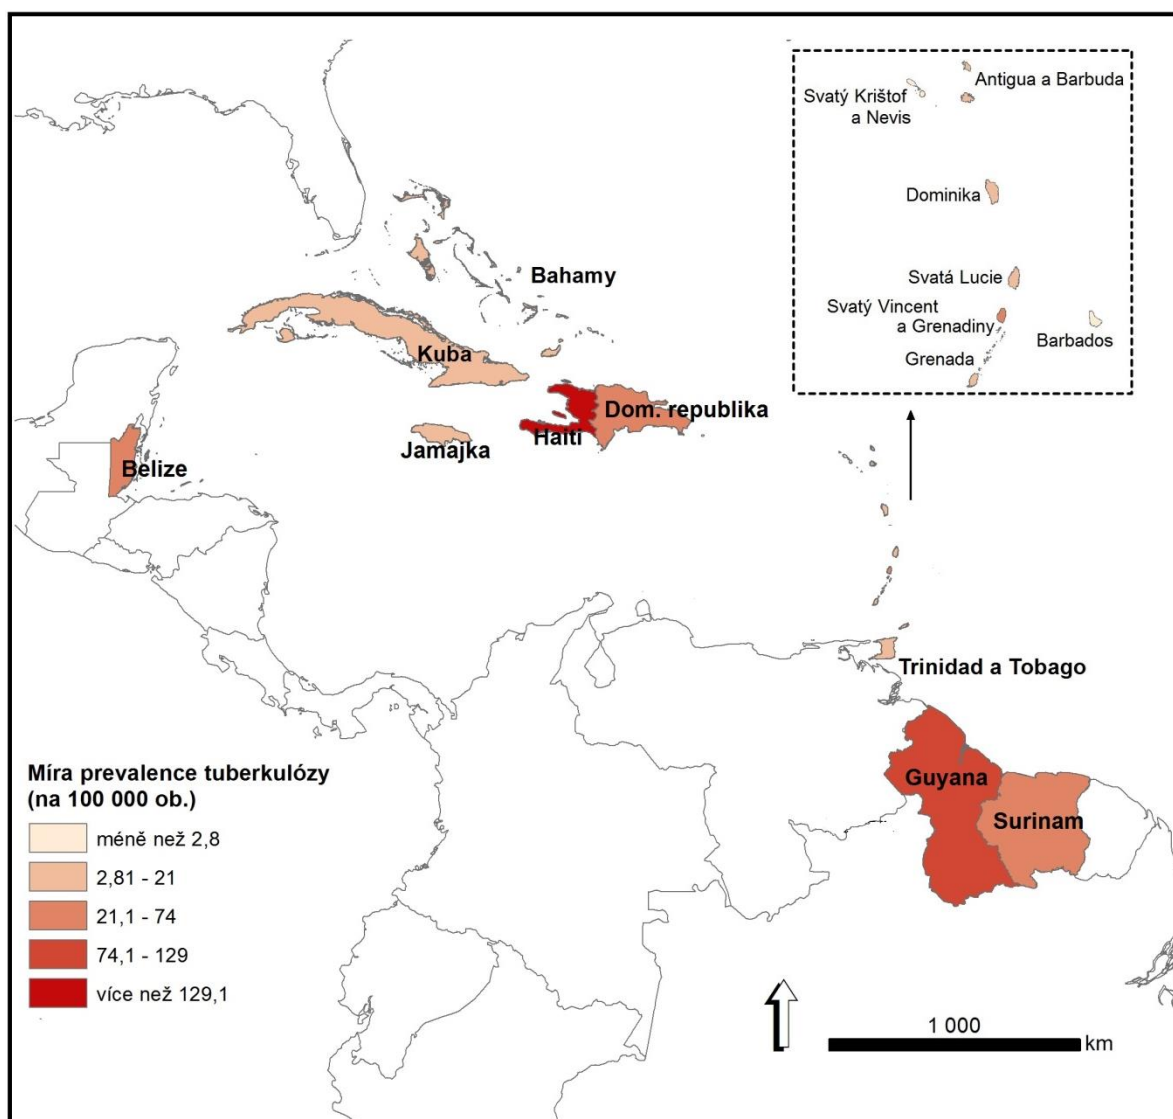 Antigua a Barbuda
Svatý Krištof
a Nevis
Dominika
Svatá Lucie
Svatý Vincent
a Grenadiny
Barbados
Grenada
Bahamy
Kuba
Dom. republika
Haiti
Jamajka
Belize
Trinidad a Tobago
Guyana
Surinam
Míra prevalence tuberkulózy
(na 100 000 ob.)
méně než 2,8
2,81 - 21
21,1 - 74
74,1 - 129
více než 129,1
1 000
km